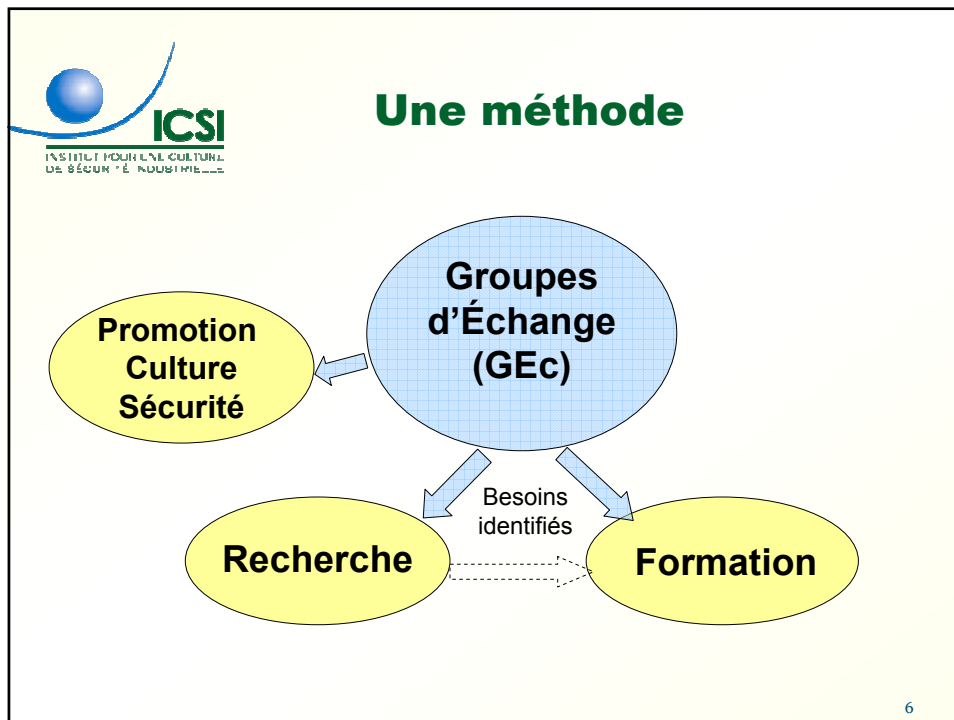 ICSI
INSTITUT POUR UNE CULTURE
DE SÉCURITÉ INDUSTRIELLE
Une méthode
Groupes
d'Échange
(GEc)
Promotion
Culture
Sécurité
Besoins
identifiés
Recherche
Formation
6